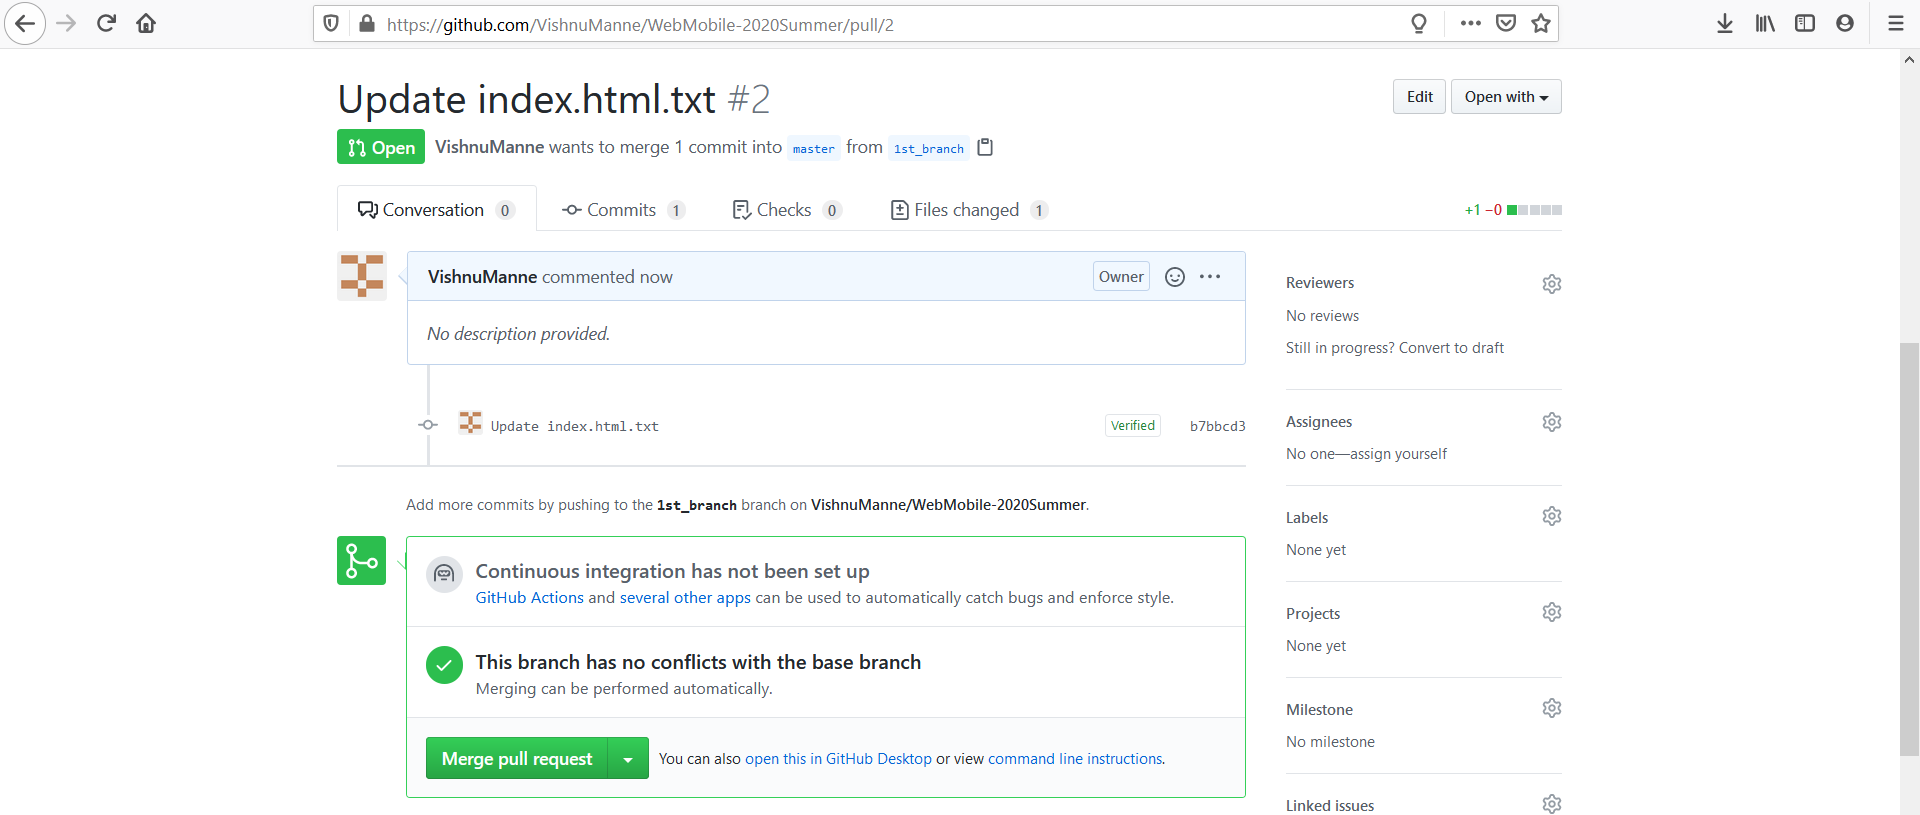 https://github.com/VishnuManne/WebMobile-2020Summer/pull/2
Update index.html.txt #2
Edit
Open with
Open
VishnuManne wants to merge 1 commit into master from 1st_branch
Conversation 0
Commits 1
Checks 0
Files changed 1
+1 −0
VishnuManne commented now
Owner
No description provided.
Update index.html.txt
Verified
b7bbcd3
Add more commits by pushing to the 1st_branch branch on VishnuManne/WebMobile-2020Summer.
Continuous integration has not been set up
GitHub Actions and several other apps can be used to automatically catch bugs and enforce style.
This branch has no conflicts with the base branch
Merging can be performed automatically.
Merge pull request
You can also open this in GitHub Desktop or view command line instructions.
Reviewers
No reviews
Still in progress? Convert to draft
Assignees
No one—assign yourself
Labels
None yet
Projects
None yet
Milestone
No milestone
Linked issues